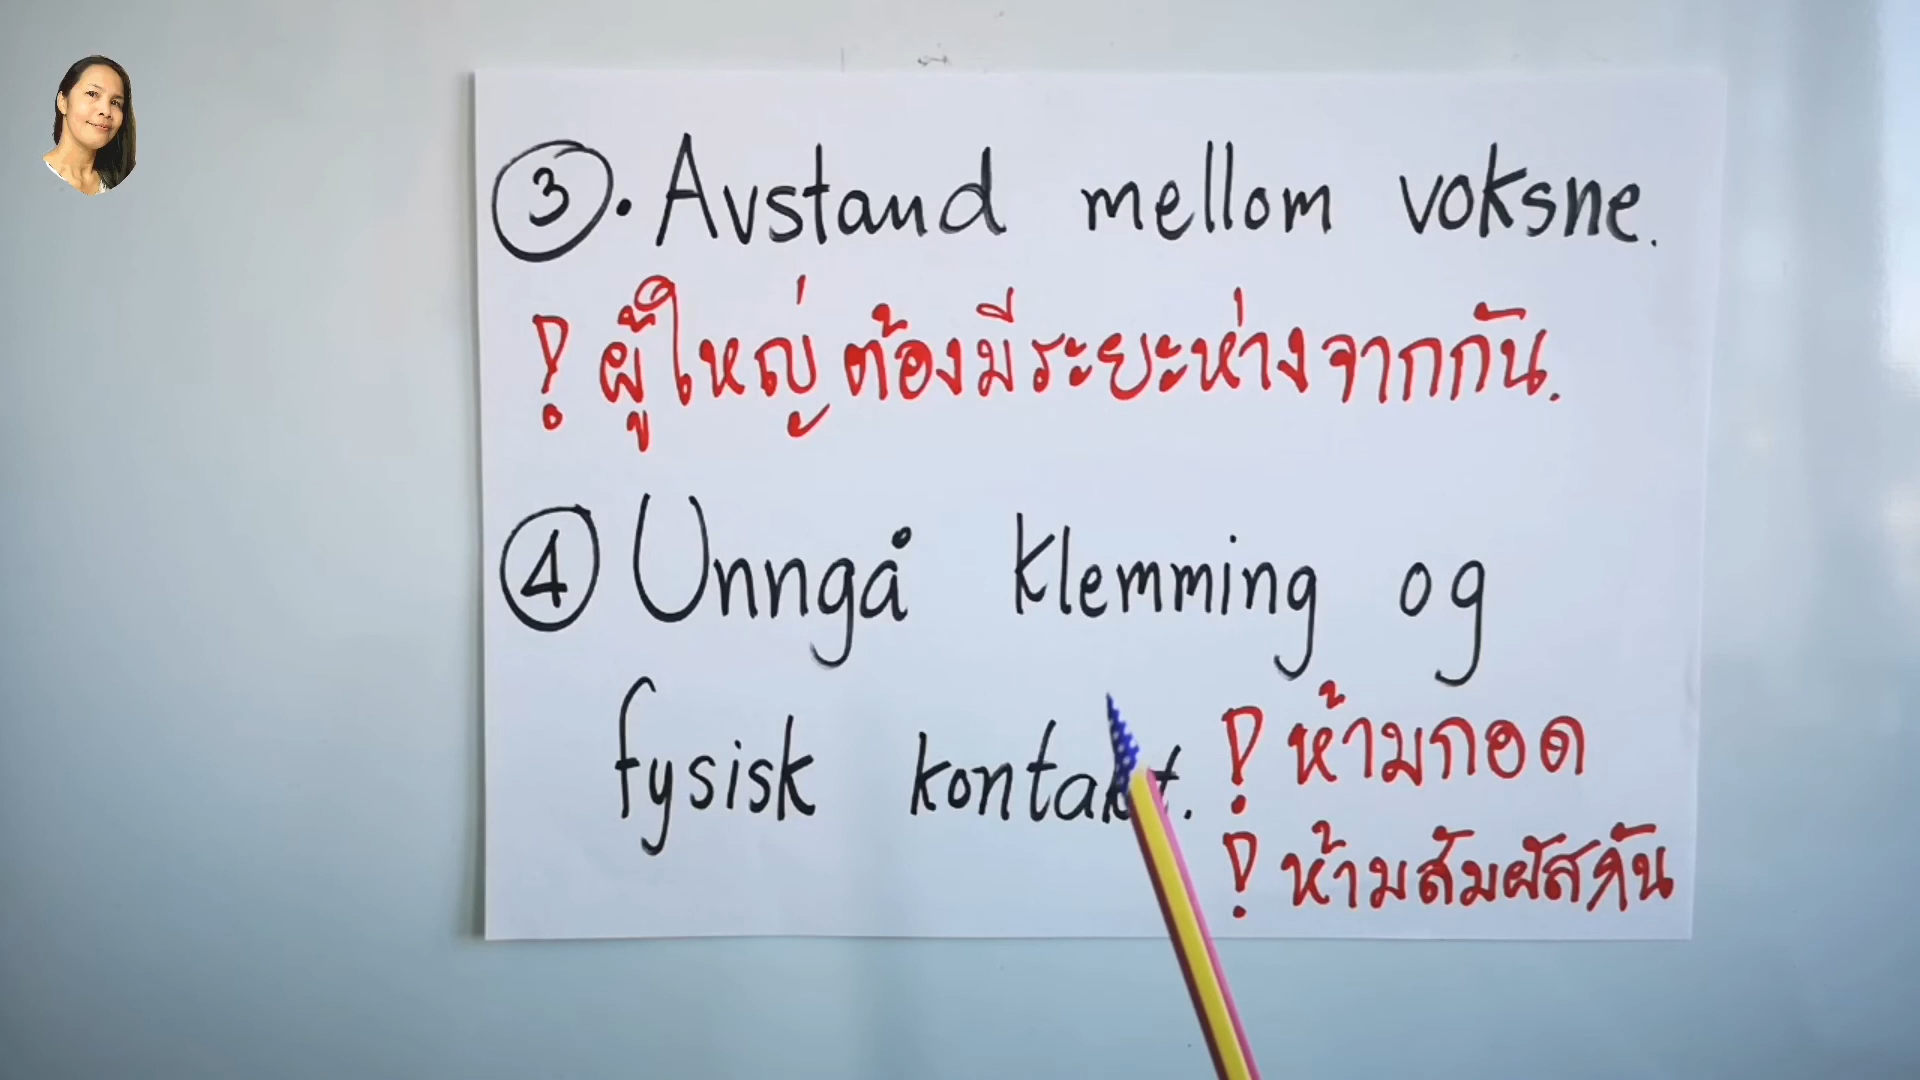 3. Avstand mellom voksne.
! ผู้ใหญ่ ต้องมีระยะห่างจากกัน.
4 Unngå klemming og
fysisk kontakt.
! ห้ามกอด
! ห้ามสัมผัสกัน